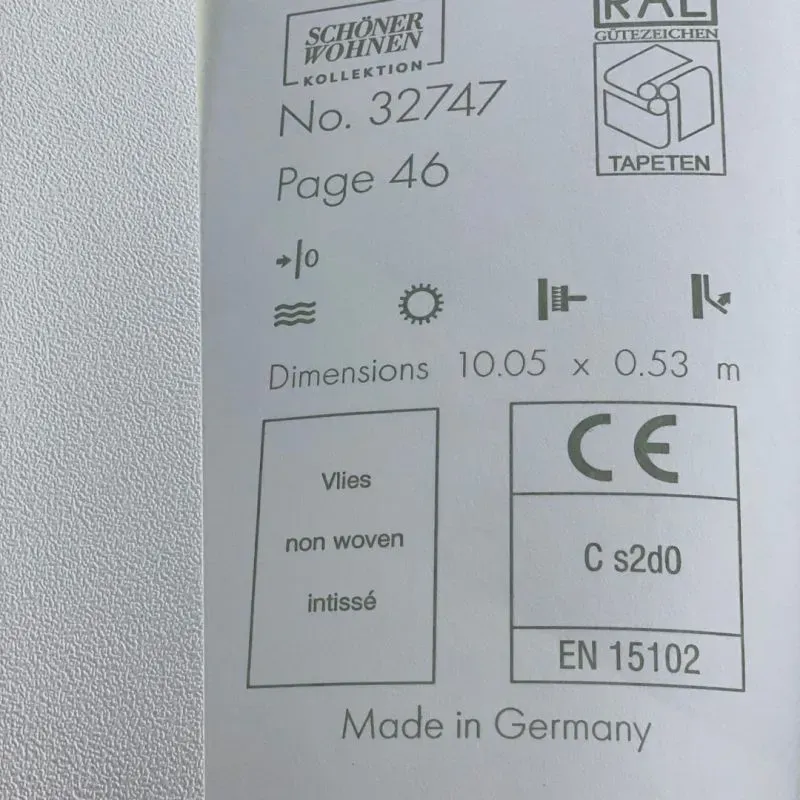 SCHÖNER
WOHNEN
KOLLEKTION
No. 32747
Page 46
RAL
GÜTEZEICHEN
TAPETEN
0
Dimensions 10.05 x 0.53 m
Vlies
non woven
intissé
CE
C s2d0
EN 15102
Made in Germany